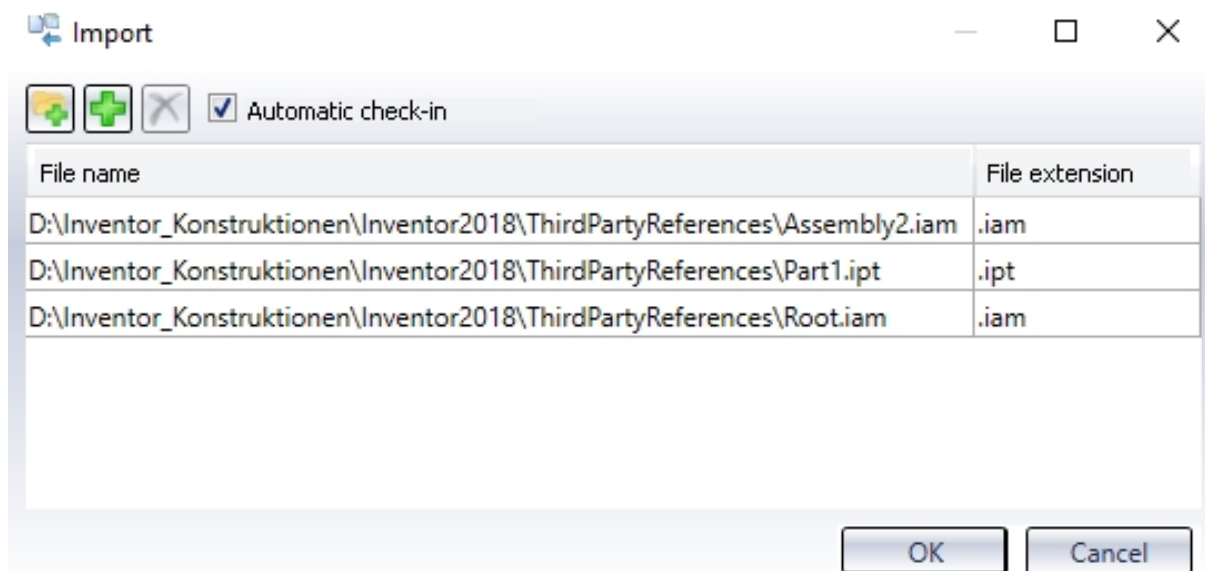 Import
Automatic check-in
File name File extension
D:\Inventor_Konstruktionen\Inventor2018\ThirdPartyReferences\Assembly2.iam .iam
D:\Inventor_Konstruktionen\Inventor2018\ThirdPartyReferences\Part1.ipt .ipt
D:\Inventor_Konstruktionen\Inventor2018\ThirdPartyReferences\Root.iam .iam
OK Cancel